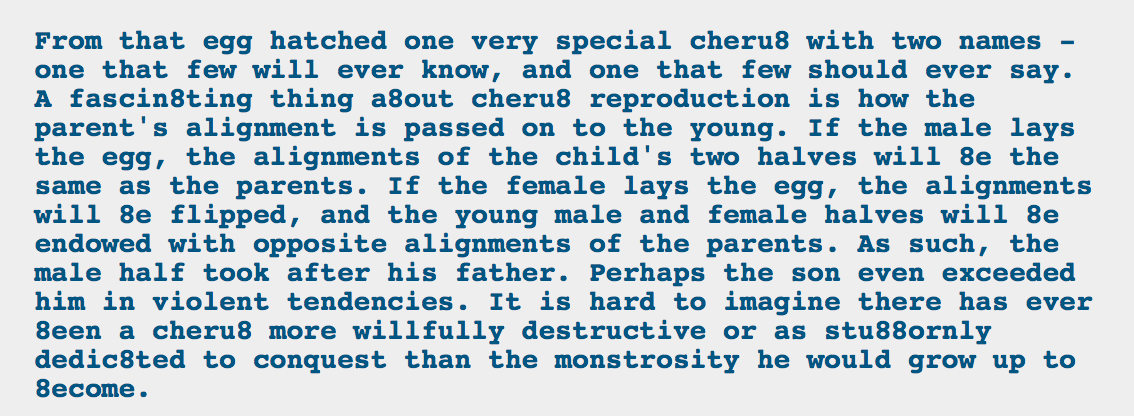 From that egg hatched one very special cheru8 with two names –
one that few will ever know, and one that few should ever say.
A fascin8ting thing a8out cheru8 reproduction is how the
parent's alignment is passed on to the young. If the male lays
the egg, the alignments of the child's two halves will 8e the
same as the parents. If the female lays the egg, the alignments
will 8e flipped, and the young male and female halves will 8e
endowed with opposite alignments of the parents. As such, the
male half took after his father. Perhaps the son even exceeded
him in violent tendencies. It is hard to imagine there has ever
8een a cheru8 more willfully destructive or as stu88ornly
dedic8ted to conquest than the monstrosity he would grow up to
8ecome.